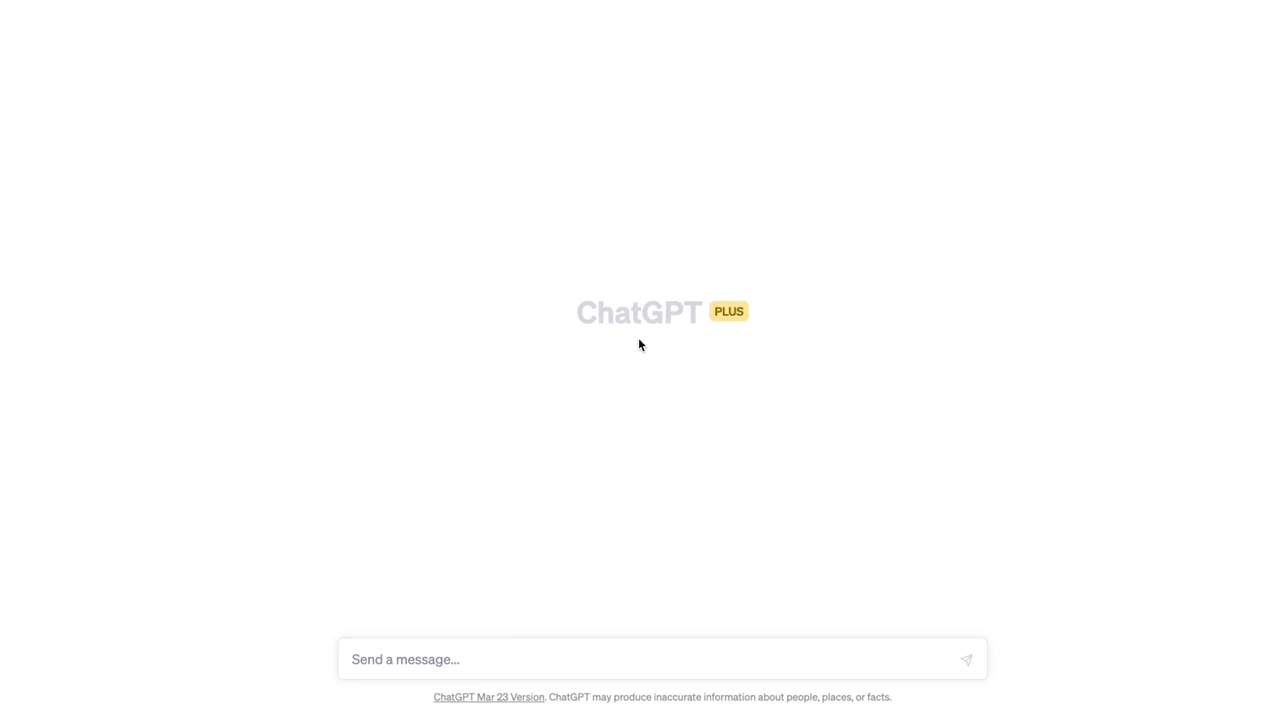 ChatGPT PLUS
Send a message...
ChatGPT Mar 23 Version. ChatGPT may produce inaccurate information about people, places, or facts.